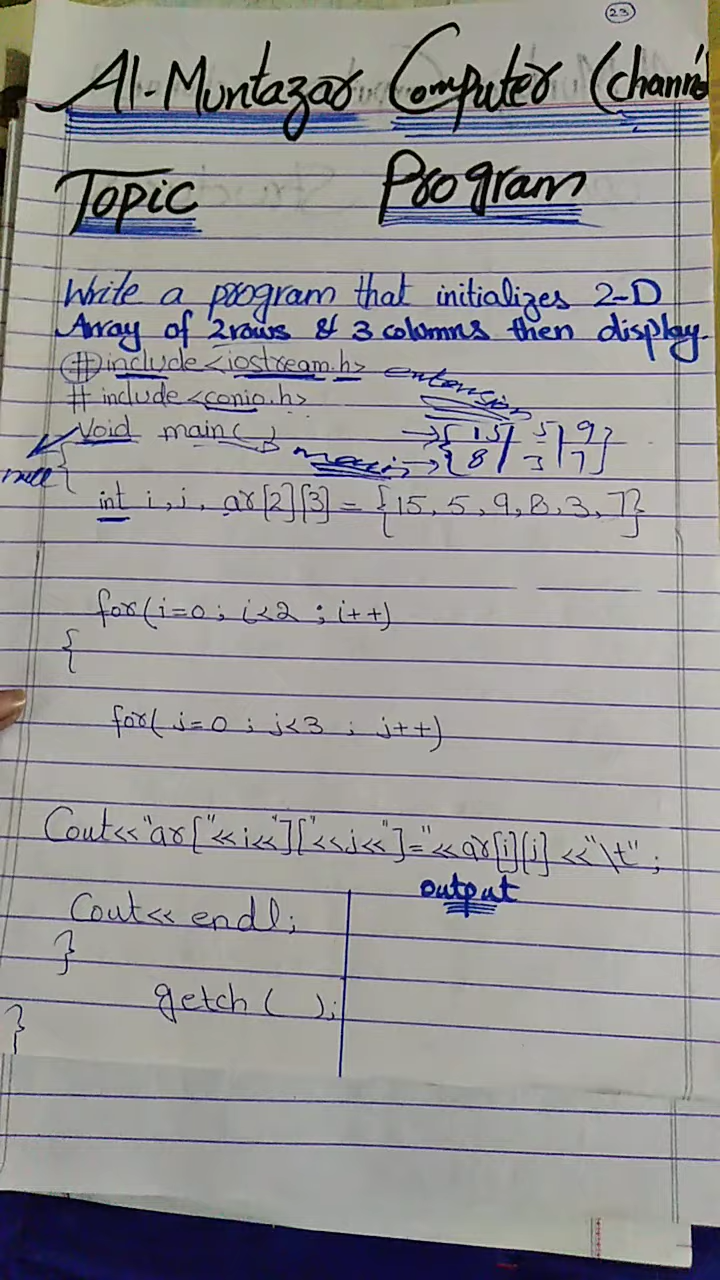 23
Al-Muntazar Computer (chann
Topic Program
Write a program that initializes 2-D
Array of 2 rows & 3 columns then display.
# include <iostream.h> extension
# include <conio.h>
Void main( ) → { 15 | 5 | 9 }
→ { 8 | 3 | 7 }
{
int i, j, ar[2][3] = {15, 5, 9, 8, 3, 7}
for(i=0; i<2 ; i++)
{
for( j=0 ; j<3 ; j++)
Cout<<"ar["<<i<<"]["<<j<<"]="<<ar[i][j] <<"\t";
output
Cout<< endl;
}
getch ( );
}